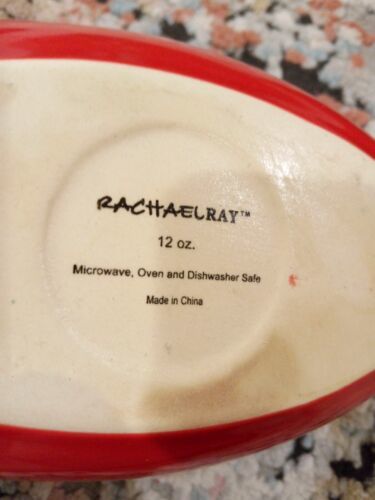 RACHAELRAY™
12 oz.
Microwave, Oven and Dishwasher Safe
Made in China